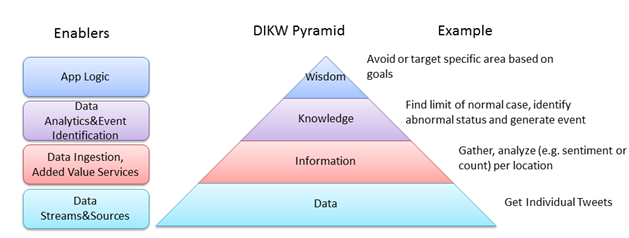 Enablers
DIKW Pyramid
Example
App Logic
Wisdom
Avoid or target specific area based on
goals
Data
Analytics&Event
Identification
Knowledge
Find limit of normal case, identify
abnormal status and generate event
Data Ingestion,
Added Value Services
Information
Gather, analyze (e.g. sentiment or
count) per location
Data
Streams&Sources
Data
Get Individual Tweets